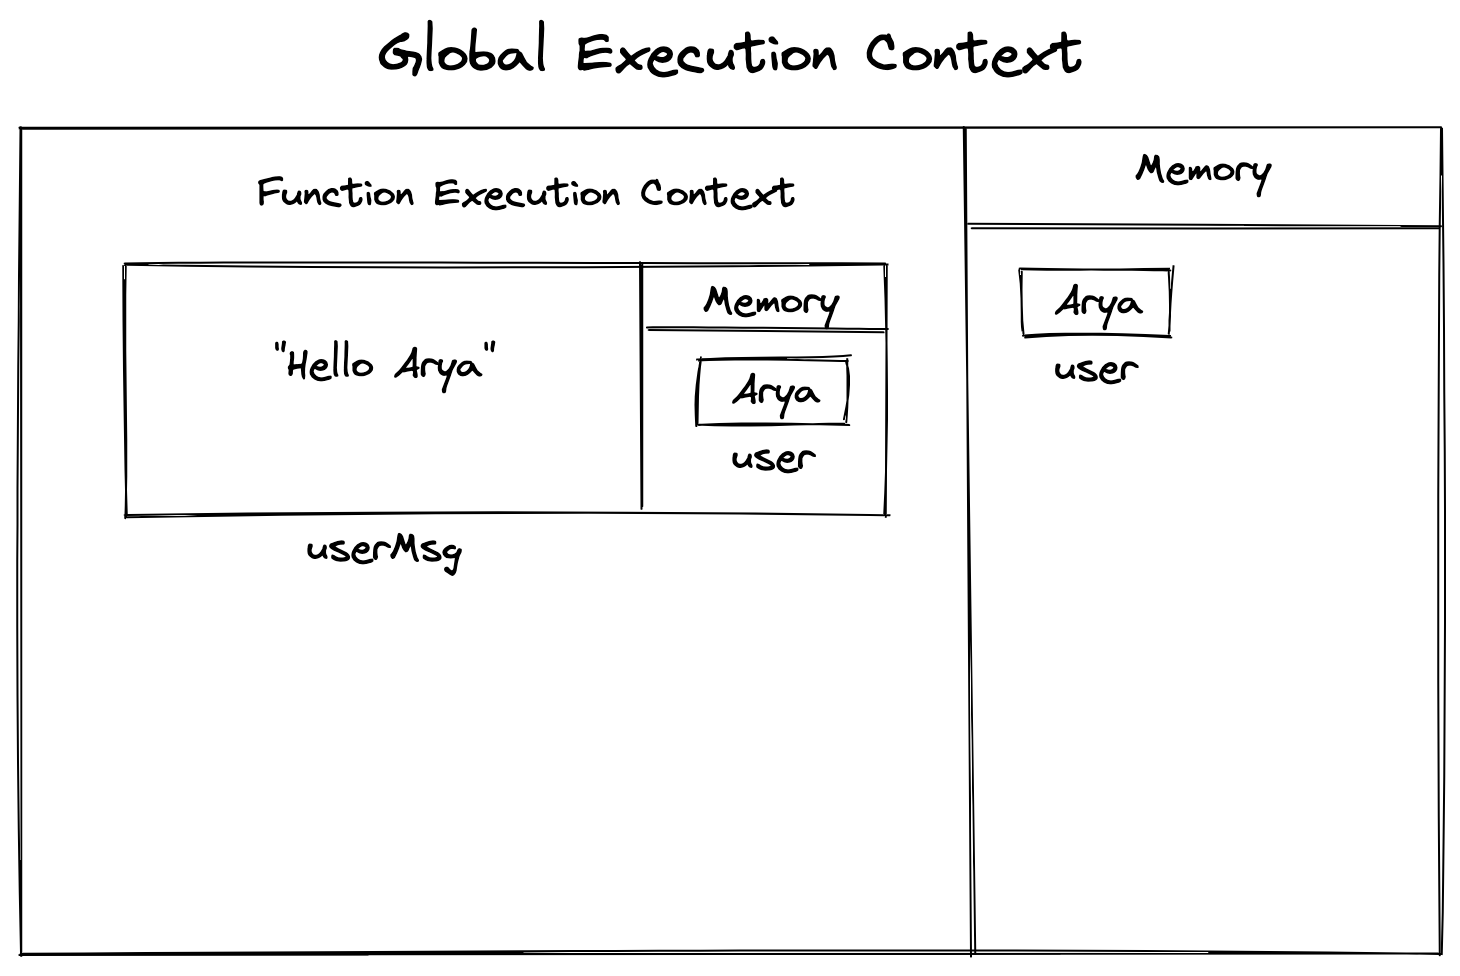 Global Execution Context
Function Execution Context
"Hello Arya"
Memory
Arya
user
userMsg
Memory
Arya
user